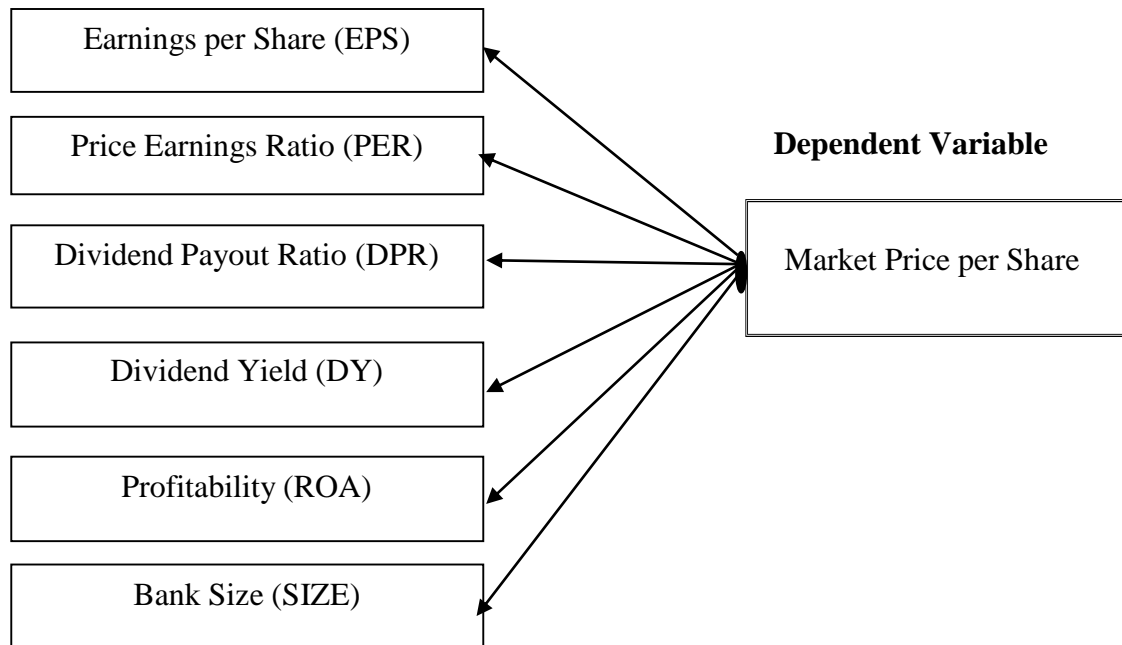 Earnings per Share (EPS)
Price Earnings Ratio (PER)
Dependent Variable
Dividend Payout Ratio (DPR)
Market Price per Share
Dividend Yield (DY)
Profitability (ROA)
Bank Size (SIZE)